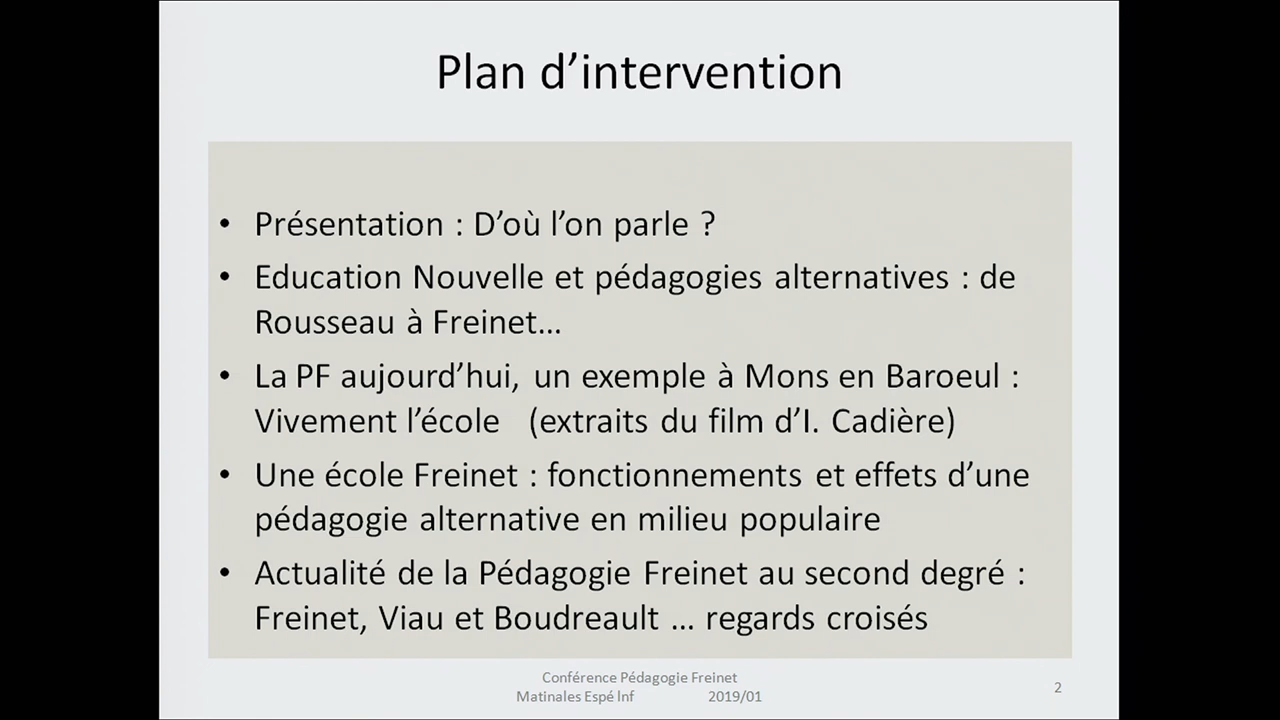 Plan d’intervention
• Présentation : D’où l’on parle ?
• Education Nouvelle et pédagogies alternatives : de
Rousseau à Freinet…
• La PF aujourd’hui, un exemple à Mons en Baroeul :
Vivement l’école (extraits du film d’I. Cadière)
• Une école Freinet : fonctionnements et effets d’une
pédagogie alternative en milieu populaire
• Actualité de la Pédagogie Freinet au second degré :
Freinet, Viau et Boudreault … regards croisés
Conférence Pédagogie Freinet
Matinales Espé lnf 2019/01
2